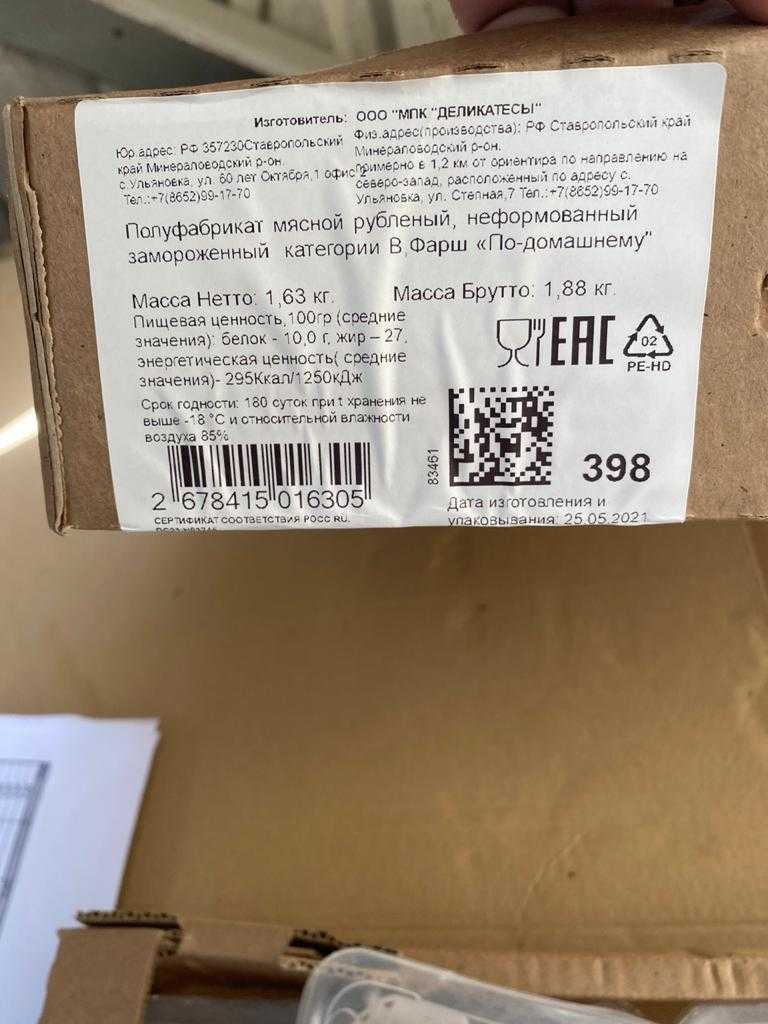 Изготовитель: ООО "МПК "ДЕЛИКАТЕСЫ"
Юр.адрес: РФ 357230Ставропольский
край Минераловодский р-он.
с.Ульяновка, ул. 60 лет Октября,1 офис
Тел.:+7(8652)99-17-70
Физ.адрес(производства): РФ Ставропольский край
Минераловодский р-он.
примерно в 1,2 км от ориентира по направлению на
северо-запад, расположенный по адресу с.
Ульяновка, ул. Степная,7 Тел.:+7(8652)99-17-70
Полуфабрикат мясной рубленый, неформованный
замороженный категории В,Фарш «По-домашнему"
Масса Нетто: 1,63 кг.
Масса Брутто: 1,88 кг.
Пищевая ценность,100гр (средние
значения): белок - 10,0 г, жир – 27,
энергетическая ценность( средние
значения)- 295Ккал/1250кДж
Срок годности: 180 суток при t хранения не
выше -18 °С и относительной влажности
воздуха 85%
EAC
02
PE-HD
83461
398
2 678415 016305
СЕРТИФИКАТ СООТВЕТСТВИЯ РОСС RU.
Дата изготовления и
упаковывания: 25.05.2021